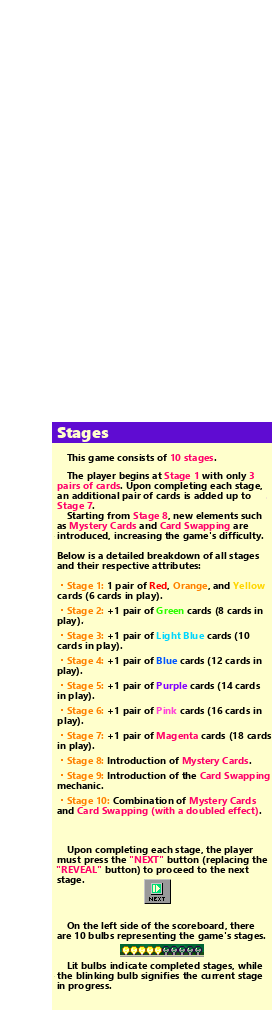 Stages
This game consists of 10 stages.
The player begins at Stage 1 with only 3
pairs of cards. Upon completing each stage,
an additional pair of cards is added up to
Stage 7.
Starting from Stage 8, new elements such
as Mystery Cards and Card Swapping are
introduced, increasing the game's difficulty.
Below is a detailed breakdown of all stages
and their respective attributes:
・Stage 1: 1 pair of Red, Orange, and Yellow
cards (6 cards in play).
・Stage 2: +1 pair of Green cards (8 cards in
play).
・Stage 3: +1 pair of Light Blue cards (10
cards in play).
・Stage 4: +1 pair of Blue cards (12 cards in
play).
・Stage 5: +1 pair of Purple cards (14 cards
in play).
・Stage 6: +1 pair of Pink cards (16 cards in
play).
・Stage 7: +1 pair of Magenta cards (18 cards
in play).
・Stage 8: Introduction of Mystery Cards.
・Stage 9: Introduction of the Card Swapping
mechanic.
・Stage 10: Combination of Mystery Cards
and Card Swapping (with a doubled effect).
Upon completing each stage, the player
must press the "NEXT" button (replacing the
"REVEAL" button) to proceed to the next
stage.
NEXT
On the left side of the scoreboard, there
are 10 bulbs representing the game's stages.
Lit bulbs indicate completed stages, while
the blinking bulb signifies the current stage
in progress.